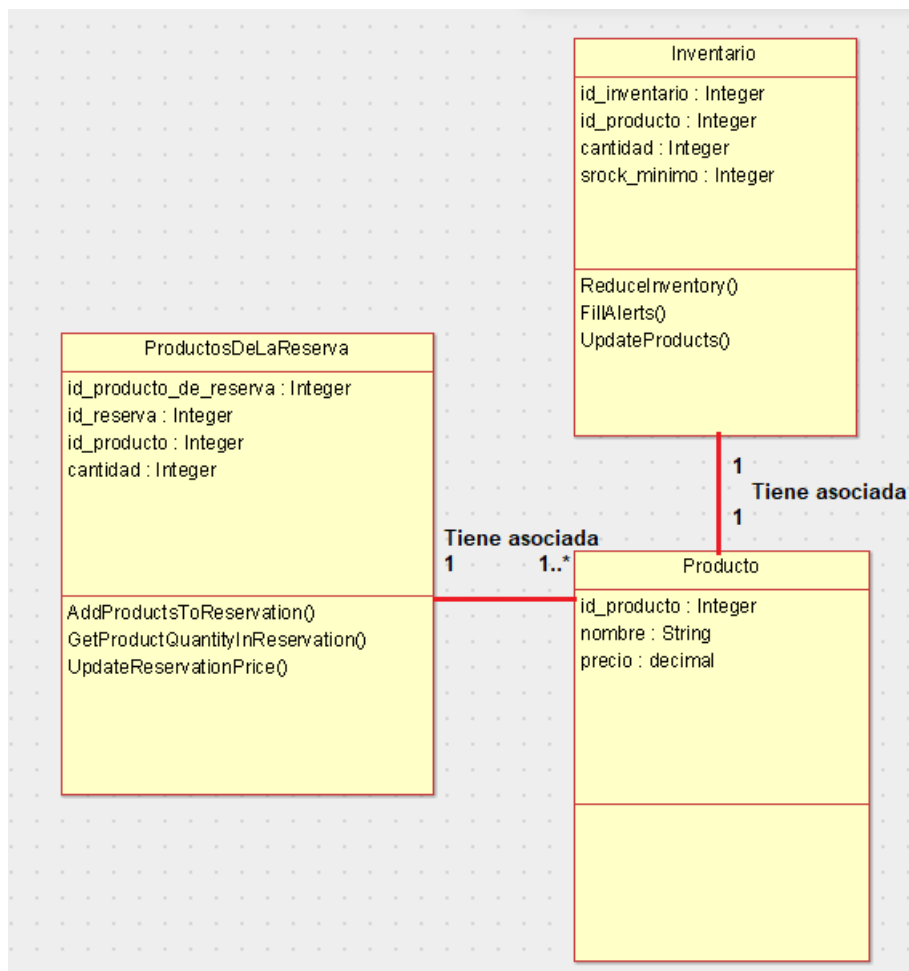 Inventario
id_inventario : Integer
id_producto : Integer
cantidad : Integer
srock_minimo : Integer
ReduceInventory()
FillAlerts()
UpdateProducts()
ProductosDeLaReserva
id_producto_de_reserva : Integer
id_reserva : Integer
id_producto : Integer
cantidad : Integer
AddProductsToReservation()
GetProductQuantityInReservation()
UpdateReservationPrice()
1
Tiene asociada
1
Tiene asociada
1 1..*
Producto
id_producto : Integer
nombre : String
precio : decimal